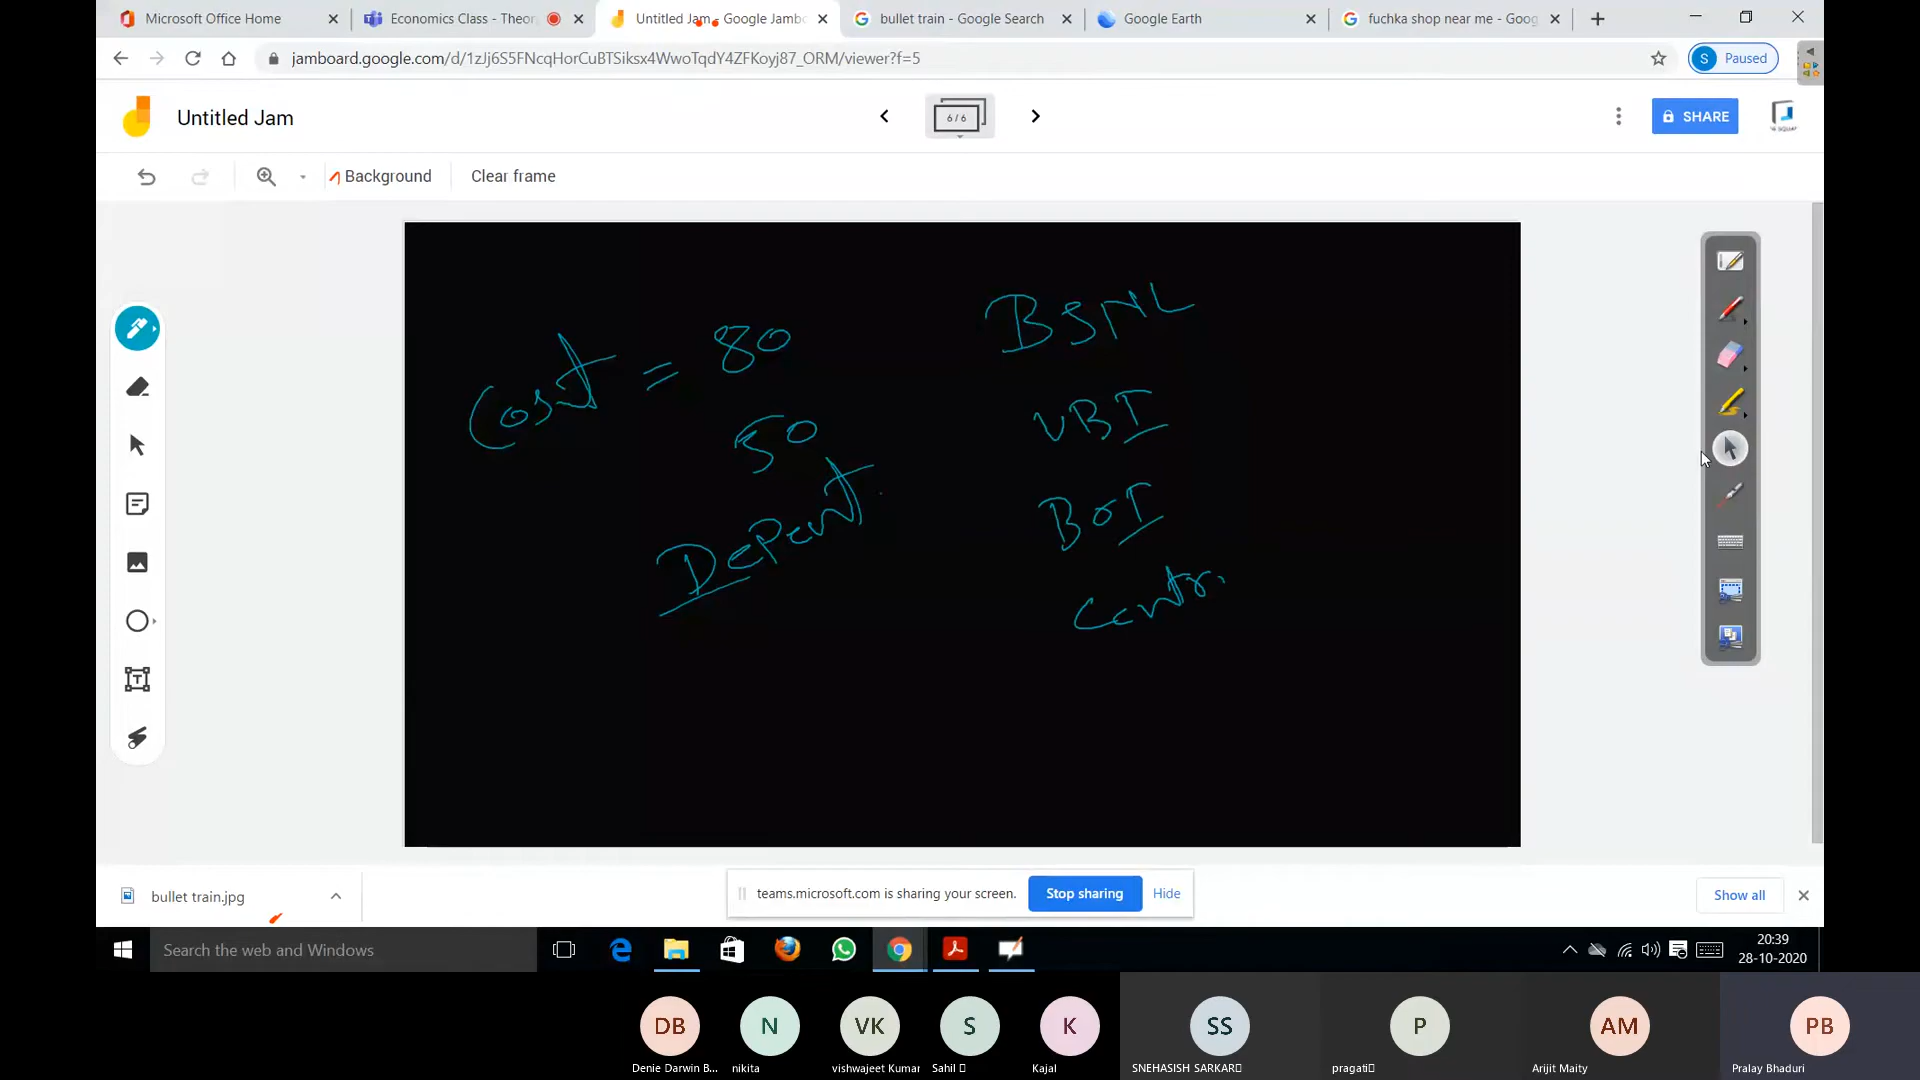 Microsoft Office Home
Economics Class - Theor
Untitled Jam - Google Jambo
bullet train - Google Search
Google Earth
fuchka shop near me - Goog
jamboard.google.com/d/1zJj6S5FNcqHorCuBTSiksx4WwoTqdY4ZFKoyj87_ORM/viewer?f=5
S Paused
Untitled Jam
6/6
SHARE
Background
Clear frame
Cost = 80
50
Depent
BSNL
UBI
BOI
Centr
bullet train.jpg
teams.microsoft.com is sharing your screen.
Stop sharing
Hide
Show all
Search the web and Windows
20:39
28-10-2020
DB
N
VK
S
K
SS
P
AM
PB
Denie Darwin B...
nikita
vishwajeet Kumar
Sahil
Kajal
SNEHASISH SARKAR
pragati
Arijit Maity
Pralay Bhaduri